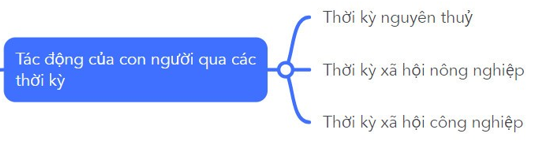 Tác động của con người qua các
thời kỳ
Thời kỳ nguyên thuỷ
Thời kỳ xã hội nông nghiệp
Thời kỳ xã hội công nghiệp